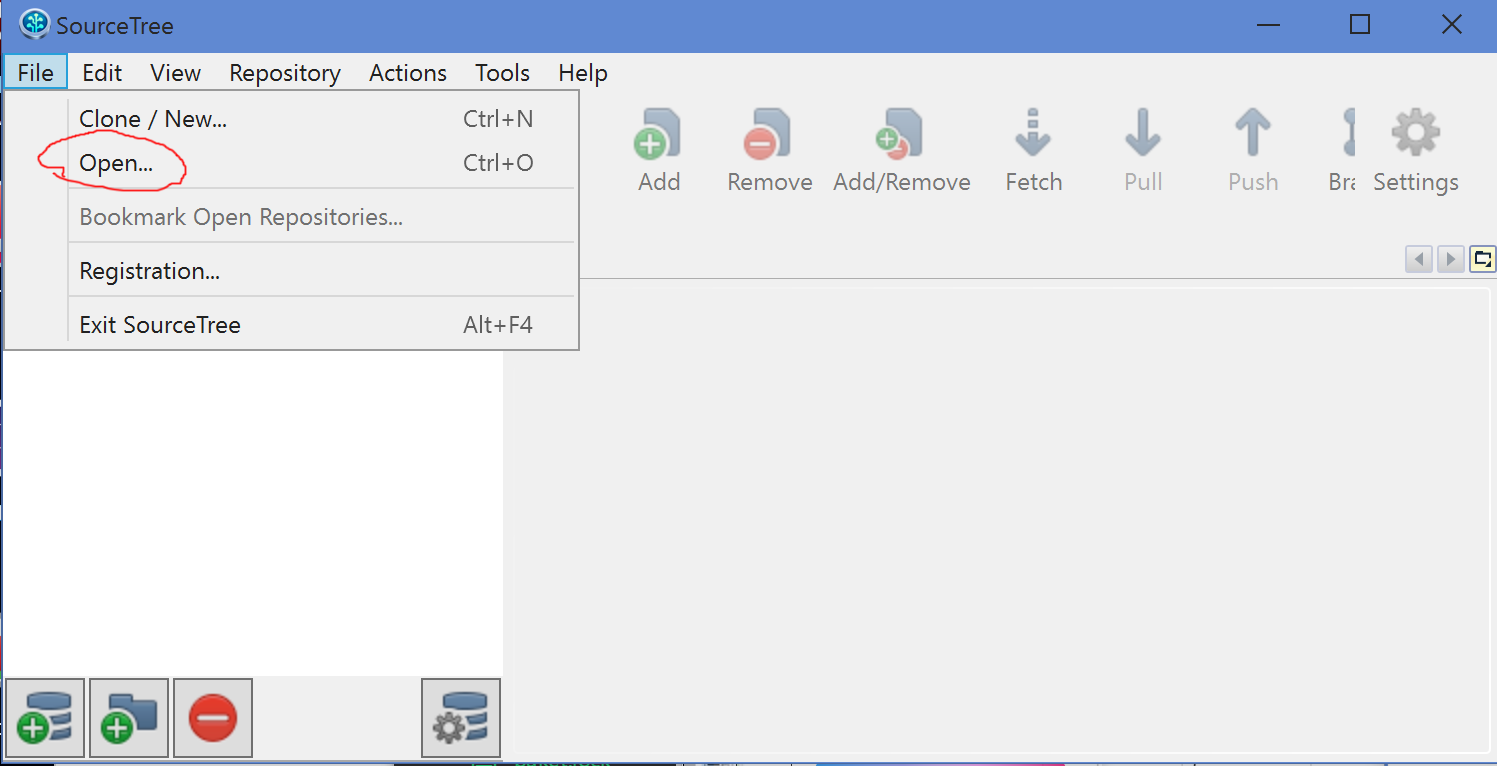 SourceTree
File Edit View Repository Actions Tools Help
Clone / New... Ctrl+N
Open... Ctrl+O
Bookmark Open Repositories...
Registration...
Exit SourceTree Alt+F4
Add Remove Add/Remove Fetch Pull Push Bra Settings